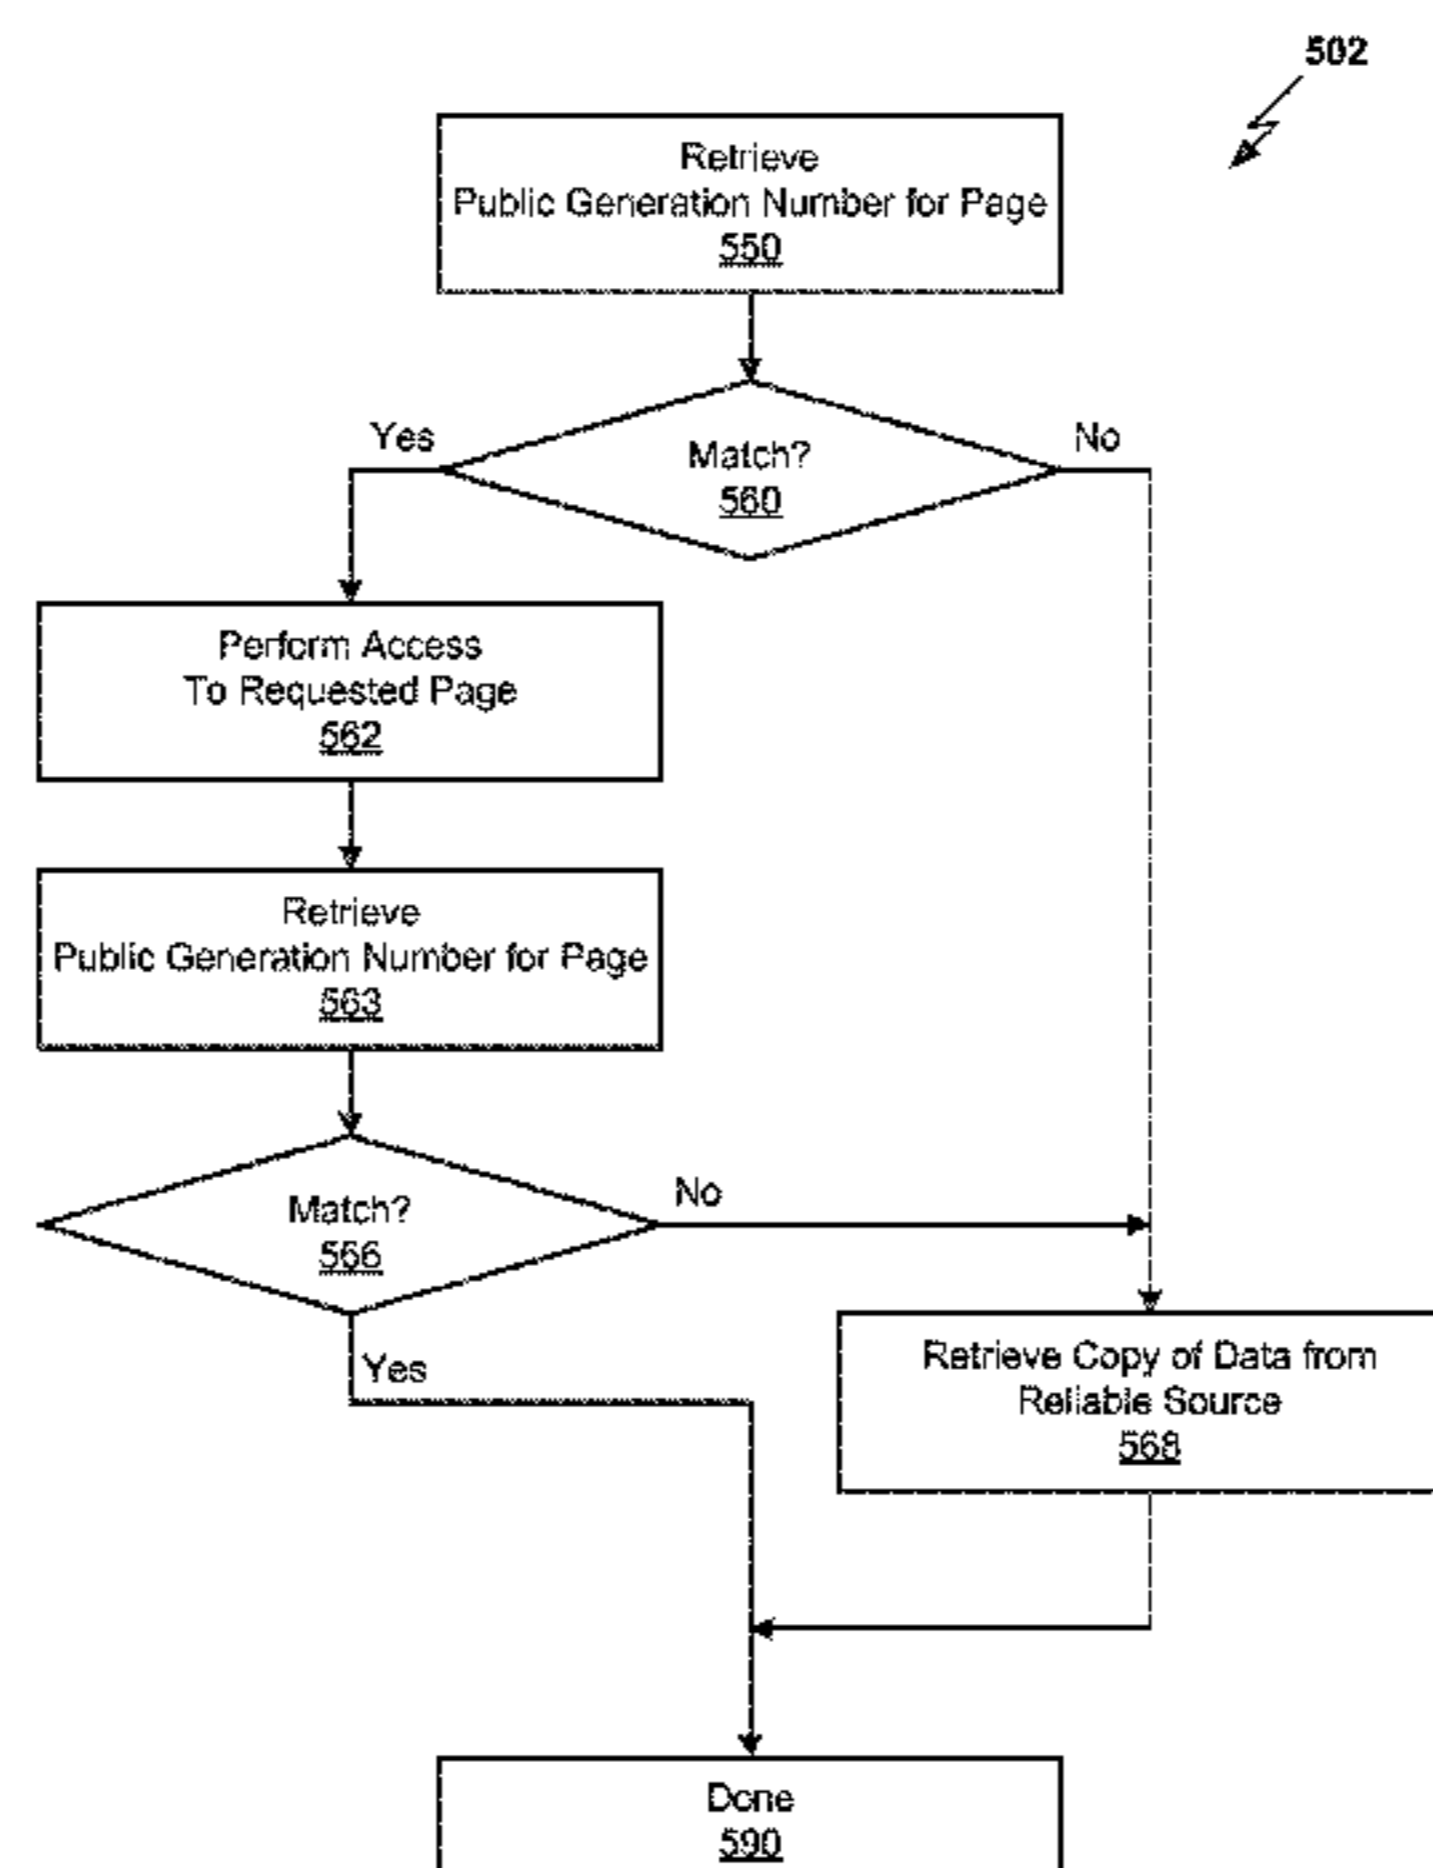 502
Retrieve
Public Generation Number for Page
550
Yes
No
Match?
560
Perform Access
To Requested Page
562
Retrieve
Public Generation Number for Page
563
No
Match?
566
Yes
Retrieve Copy of Data from
Reliable Source
568
Done
590